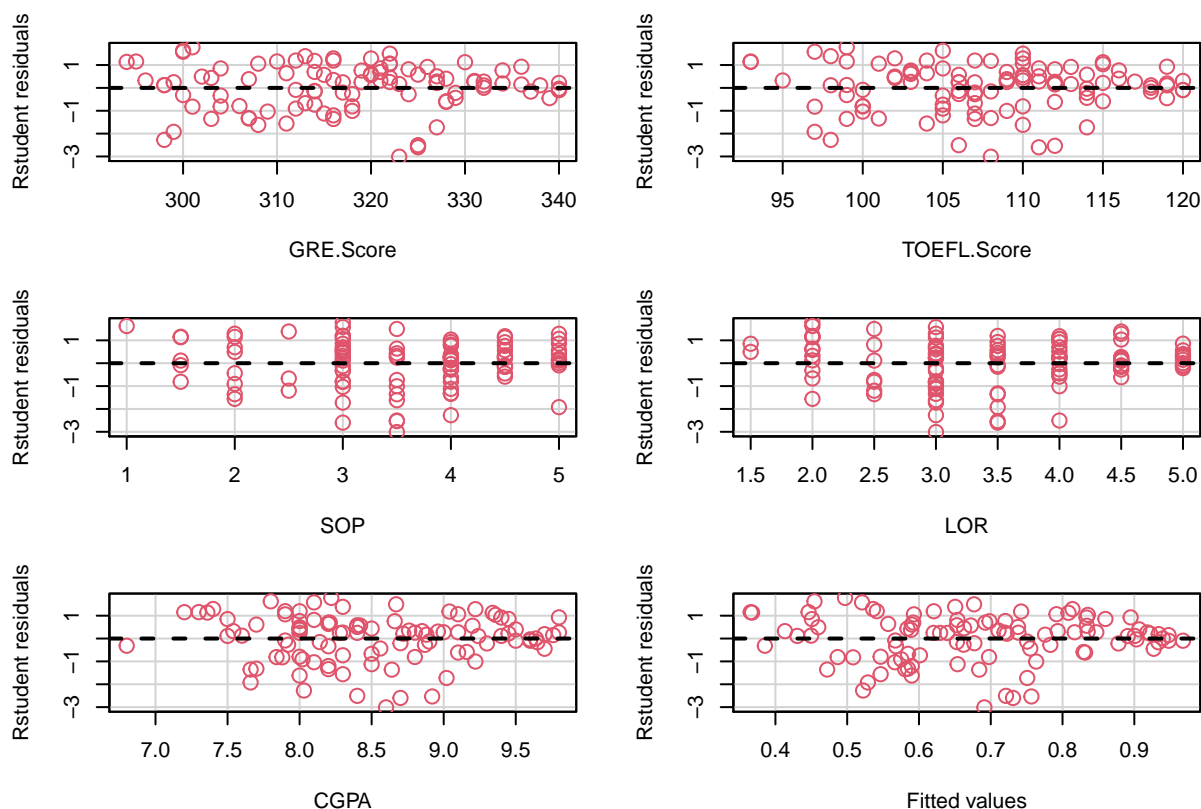 Rstudent residuals
1
−1
−3
300 310 320 330 340
GRE.Score
Rstudent residuals
1
−1
−3
95 100 105 110 115 120
TOEFL.Score
Rstudent residuals
1
−1
−3
1 2 3 4 5
SOP
Rstudent residuals
1
−1
−3
1.5 2.0 2.5 3.0 3.5 4.0 4.5 5.0
LOR
Rstudent residuals
1
−1
−3
7.0 7.5 8.0 8.5 9.0 9.5
CGPA
Rstudent residuals
1
−1
−3
0.4 0.5 0.6 0.7 0.8 0.9
Fitted values